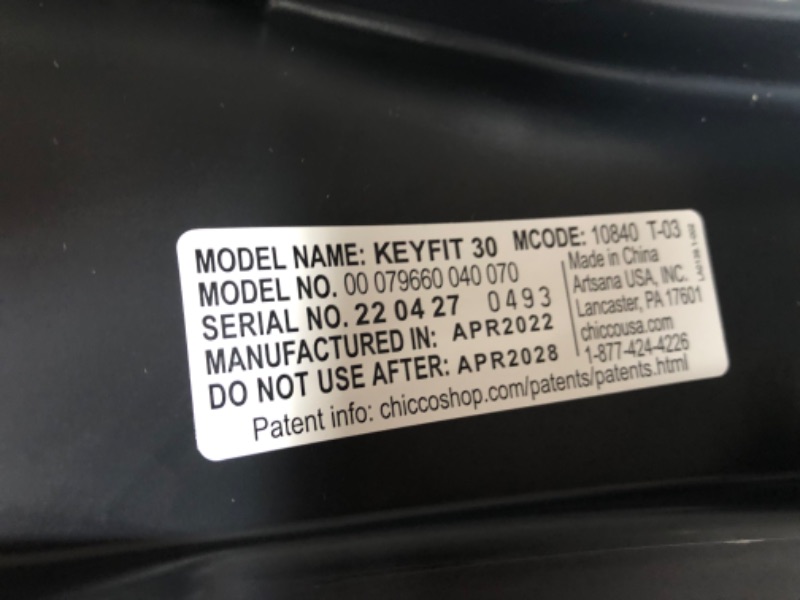 MODEL NAME: KEYFIT 30 MCODE: 10840 T-03
MODEL NO. 00 079660 040 070
SERIAL NO. 22 04 27 0493
MANUFACTURED IN: APR2022
DO NOT USE AFTER: APR2028
Made in China
Artsana USA, INC.
Lancaster, PA 17601
chiccousa.com
1-877-424-4226
Patent info: chiccoshop.com/patents/patents.html